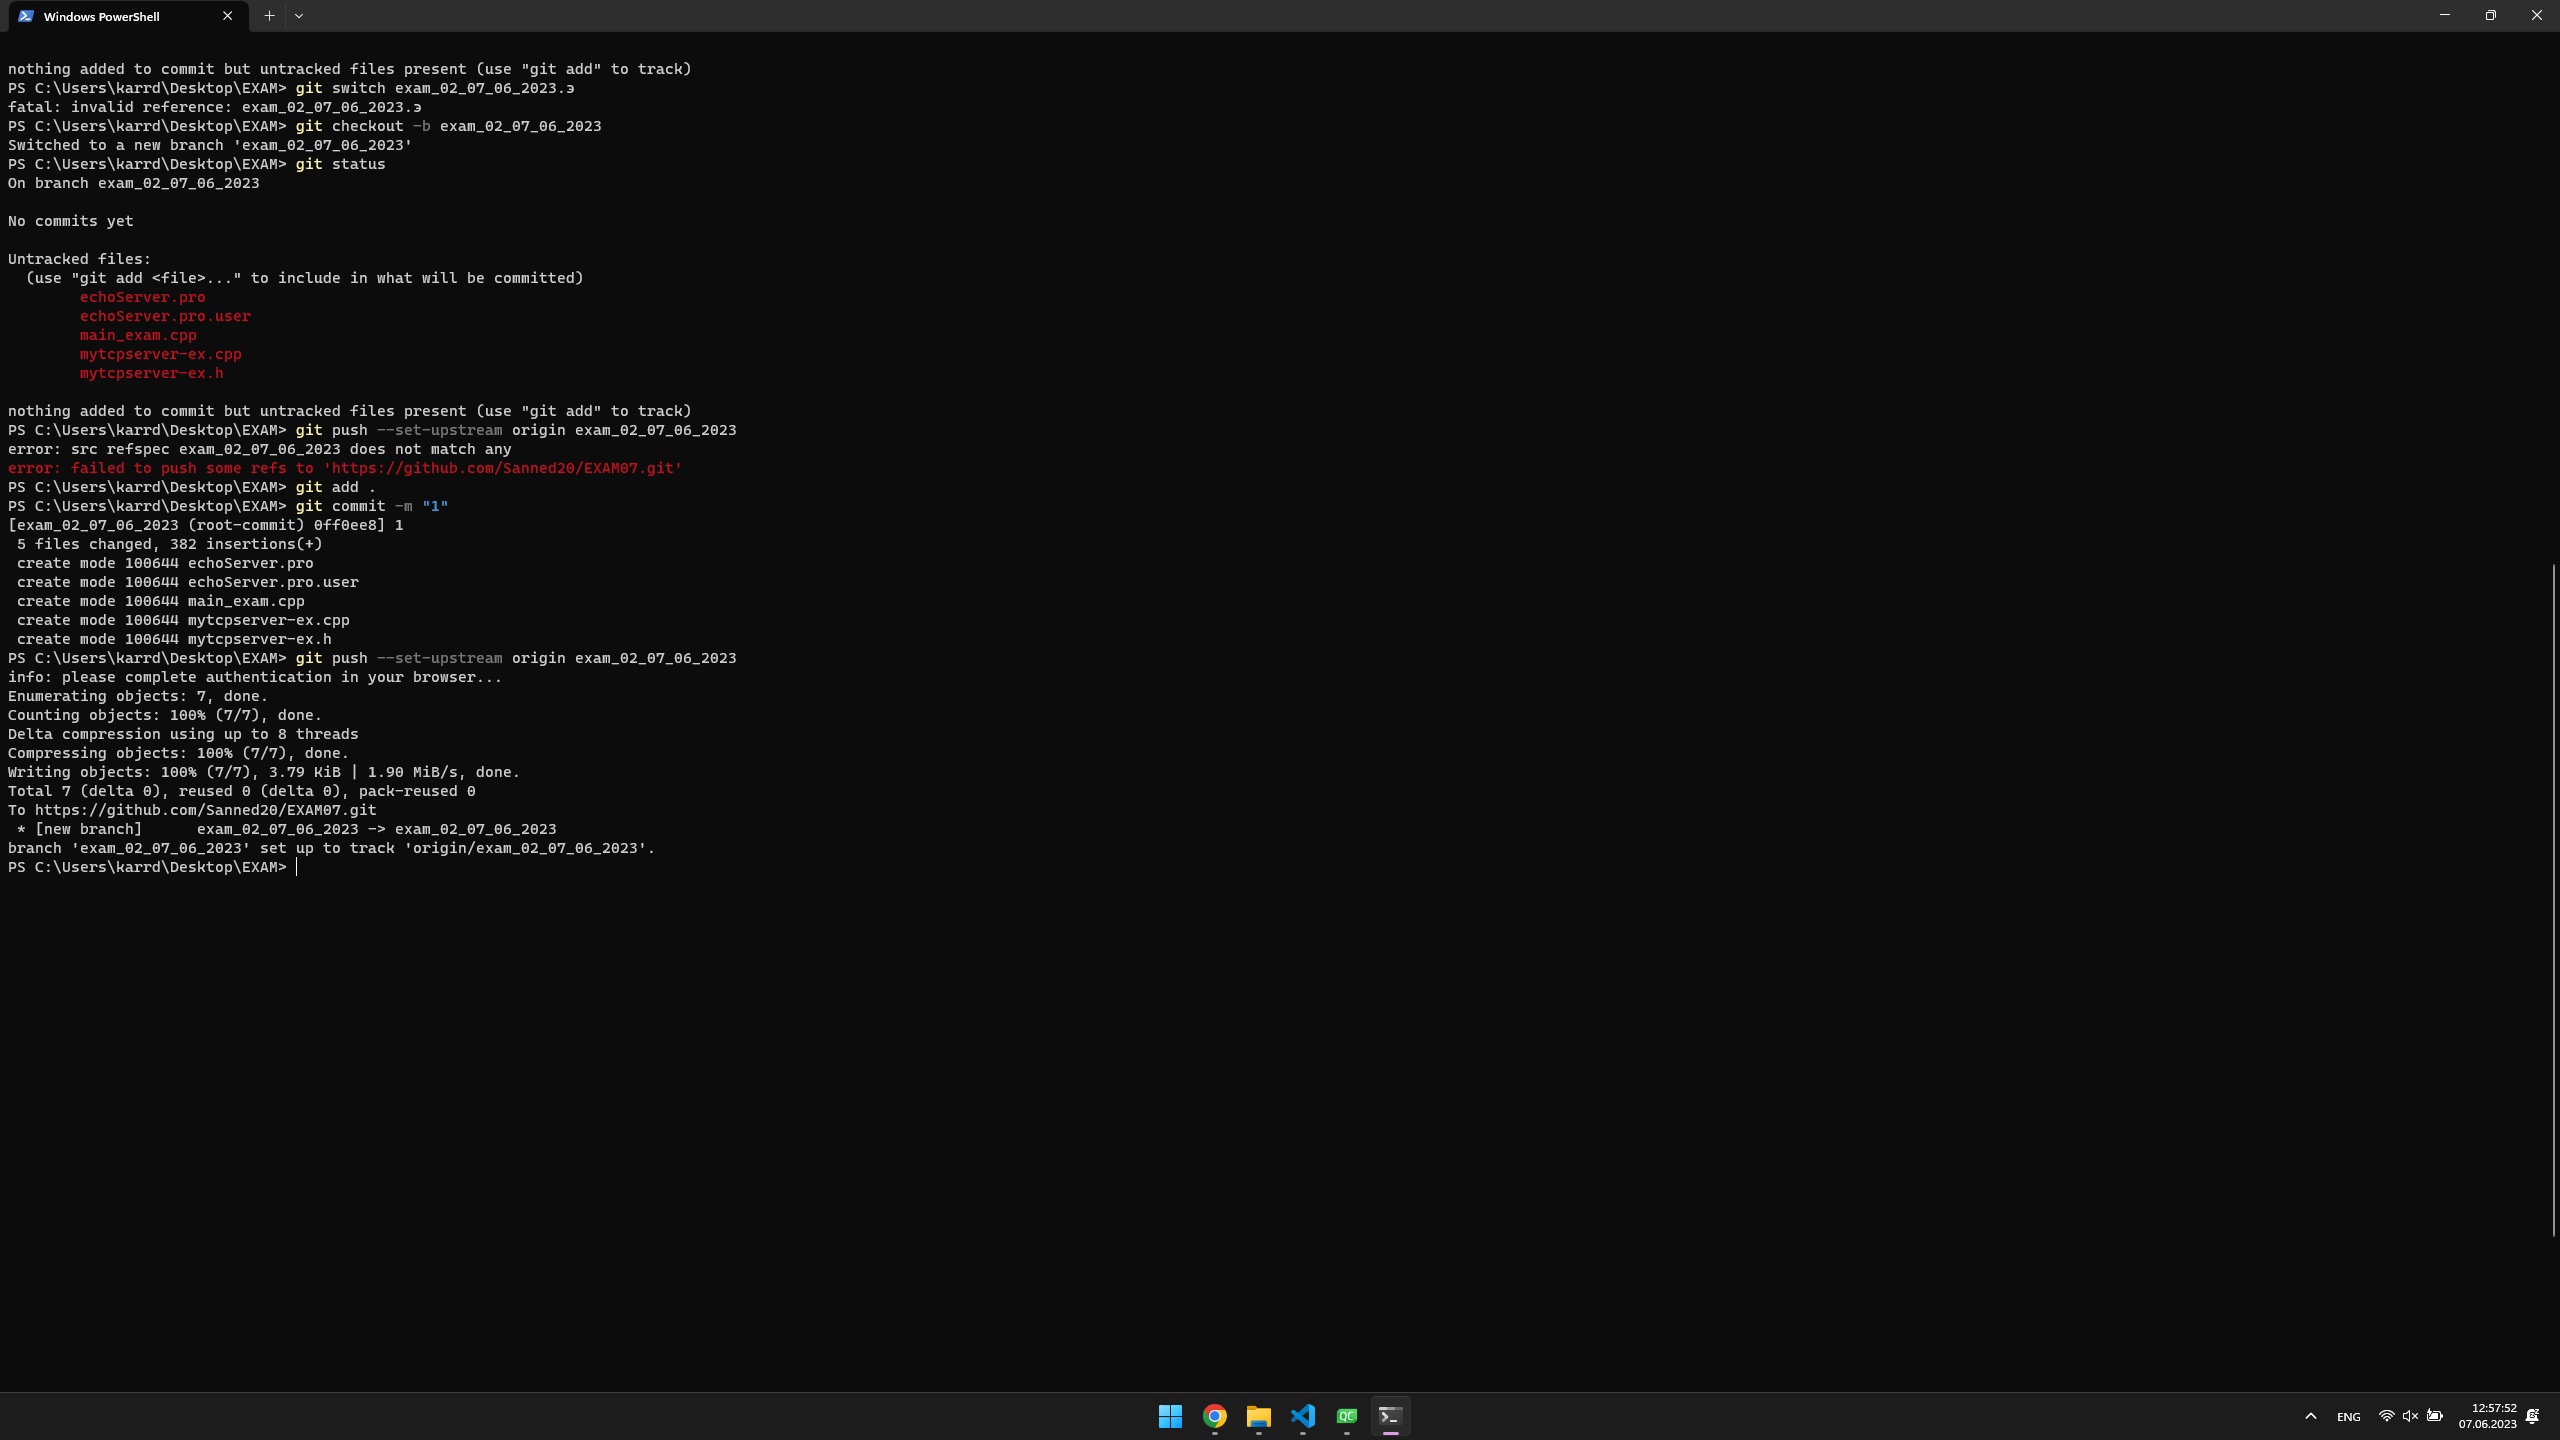 Windows PowerShell
nothing added to commit but untracked files present (use "git add" to track)
PS C:\Users\karrd\Desktop\EXAM> git switch exam_02_07_06_2023.э
fatal: invalid reference: exam_02_07_06_2023.э
PS C:\Users\karrd\Desktop\EXAM> git checkout -b exam_02_07_06_2023
Switched to a new branch 'exam_02_07_06_2023'
PS C:\Users\karrd\Desktop\EXAM> git status
On branch exam_02_07_06_2023
No commits yet
Untracked files:
  (use "git add <file>..." to include in what will be committed)
        echoServer.pro
        echoServer.pro.user
        main_exam.cpp
        mytcpserver-ex.cpp
        mytcpserver-ex.h
nothing added to commit but untracked files present (use "git add" to track)
PS C:\Users\karrd\Desktop\EXAM> git push --set-upstream origin exam_02_07_06_2023
error: src refspec exam_02_07_06_2023 does not match any
error: failed to push some refs to 'https://github.com/Sanned20/EXAM07.git'
PS C:\Users\karrd\Desktop\EXAM> git add .
PS C:\Users\karrd\Desktop\EXAM> git commit -m "1"
[exam_02_07_06_2023 (root-commit) 0ff0ee8] 1
 5 files changed, 382 insertions(+)
 create mode 100644 echoServer.pro
 create mode 100644 echoServer.pro.user
 create mode 100644 main_exam.cpp
 create mode 100644 mytcpserver-ex.cpp
 create mode 100644 mytcpserver-ex.h
PS C:\Users\karrd\Desktop\EXAM> git push --set-upstream origin exam_02_07_06_2023
info: please complete authentication in your browser...
Enumerating objects: 7, done.
Counting objects: 100% (7/7), done.
Delta compression using up to 8 threads
Compressing objects: 100% (7/7), done.
Writing objects: 100% (7/7), 3.79 KiB | 1.90 MiB/s, done.
Total 7 (delta 0), reused 0 (delta 0), pack-reused 0
To https://github.com/Sanned20/EXAM07.git
 * [new branch]      exam_02_07_06_2023 -> exam_02_07_06_2023
branch 'exam_02_07_06_2023' set up to track 'origin/exam_02_07_06_2023'.
PS C:\Users\karrd\Desktop\EXAM>
QC
ENG
12:57:52
07.06.2023